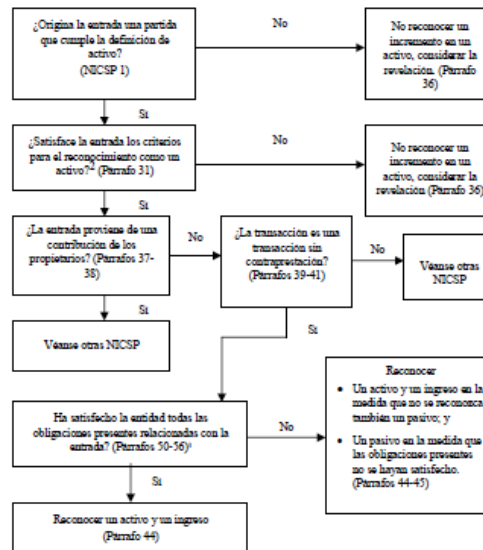 ¿Origina la entrada una partida
que cumple la definición de
activo?
(NICSP 1)
No
No reconocer un
incremento en un
activo, considerar la
revelación. (Párrafo
36)
Si
¿Satisface la entrada los criterios
para el reconocimiento como un
activo?2 (Párrafo 31)
No
No reconocer un
incremento en un
activo, considerar la
revelación (Párrafo 36)
Si
¿La entrada proviene de una
contribución de los
propietarios? (Párrafos 37-
38)
No
¿La transacción es una
transacción sin
contraprestación?
(Párrafos 39-41)
No
Véanse otras
NICSP
Si
Véanse otras NICSP
Si
Ha satisfecho la entidad todas las
obligaciones presentes relacionadas con la
entrada? (Párrafos 50-56)
No
Reconocer
• Un activo y un ingreso en la
medida que no se reconozca
también un pasivo; y
• Un pasivo en la medida que
las obligaciones presentes
no se hayan satisfecho.
(Párrafos 44-45)
Si
Reconocer un activo y un ingreso
(Párrafo 44)